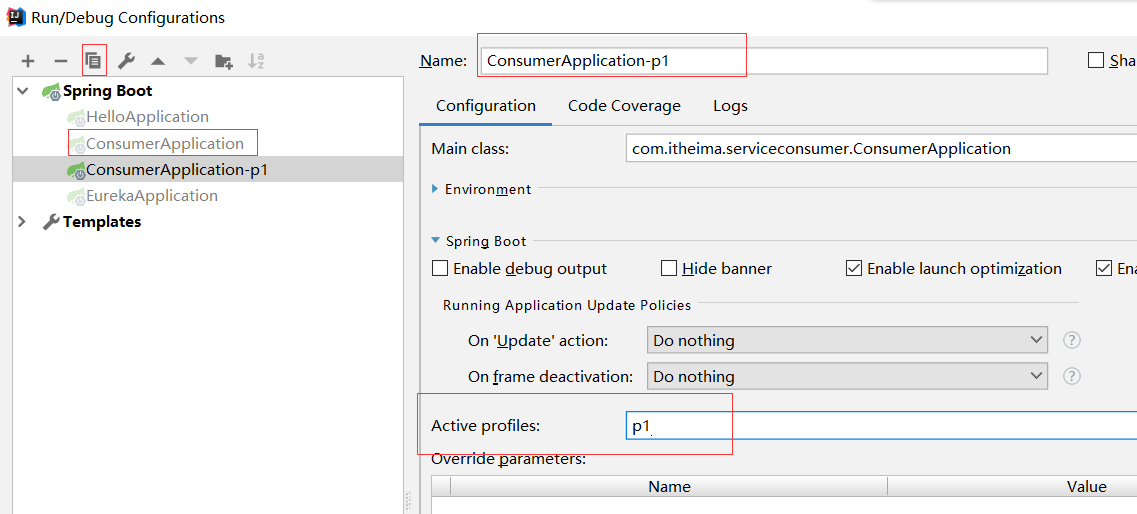 Run/Debug Configurations
Name: ConsumerApplication-p1 Sha
Spring Boot
HelloApplication
ConsumerApplication
ConsumerApplication-p1
EurekaApplication
Templates
Configuration Code Coverage Logs
Main class: com.itheima.serviceconsumer.ConsumerApplication
Environment
Spring Boot
Enable debug output Hide banner Enable launch optimization Ena
Running Application Update Policies
On 'Update' action: Do nothing ?
On frame deactivation: Do nothing ?
Active profiles: p1
Override parameters:
Name Value